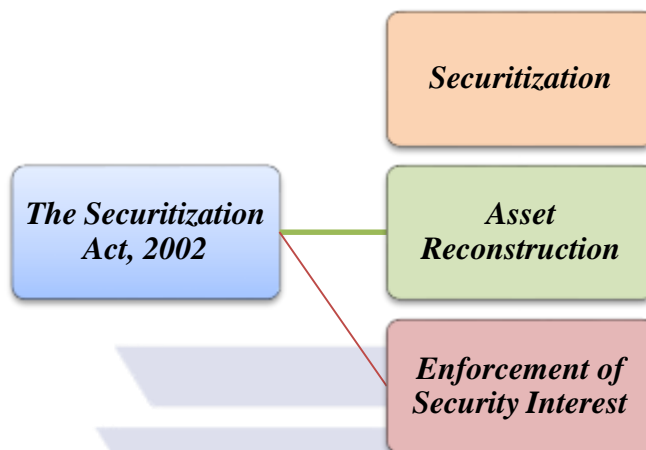 Securitization
The Securitization
Act, 2002
Asset
Reconstruction
Enforcement of
Security Interest